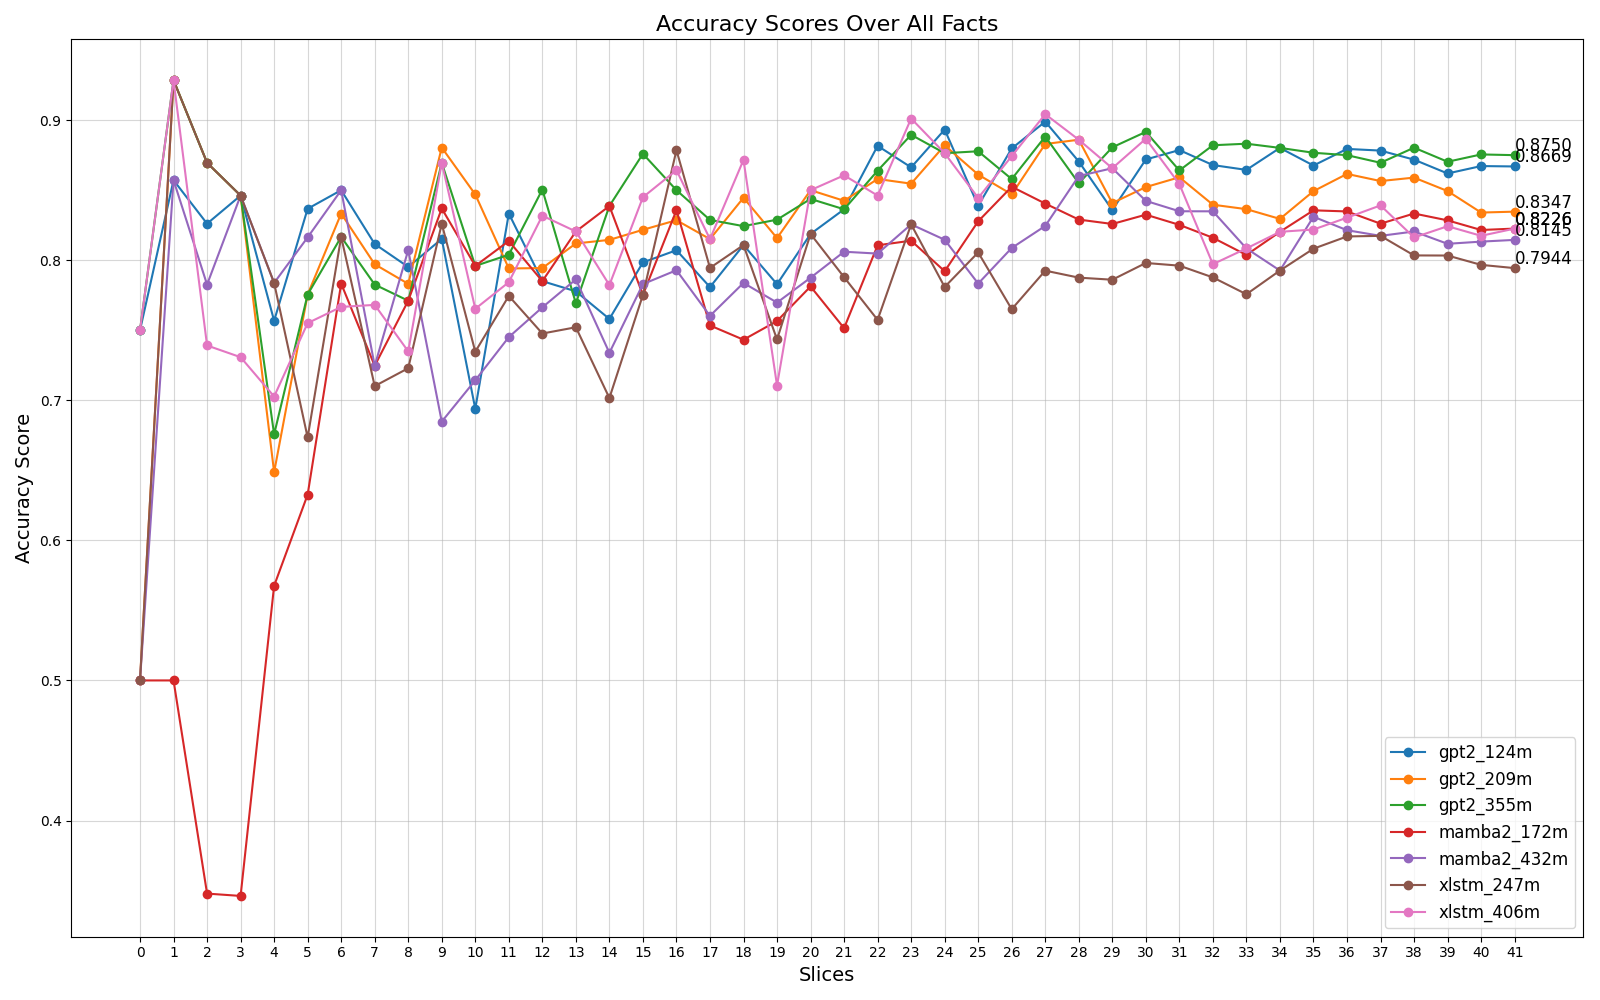 Accuracy Scores Over All Facts
Accuracy Score
0.9
0.8
0.7
0.6
0.5
0.4
0.8750
0.8669
0.8347
0.8226
0.8145
0.7944
gpt2_124m
gpt2_209m
gpt2_355m
mamba2_172m
mamba2_432m
xlstm_247m
xlstm_406m
0 1 2 3 4 5 6 7 8 9 10 11 12 13 14 15 16 17 18 19 20 21 22 23 24 25 26 27 28 29 30 31 32 33 34 35 36 37 38 39 40 41
Slices